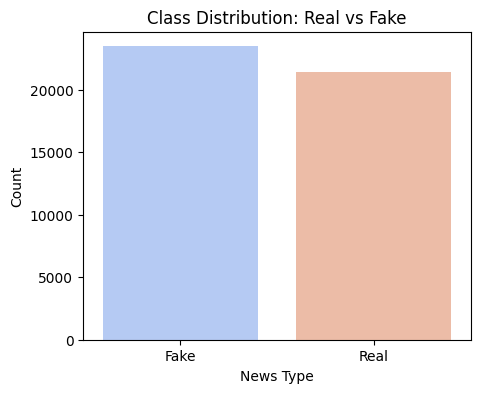 Class Distribution: Real vs Fake
20000
15000
10000
5000
0
Count
Fake Real
News Type